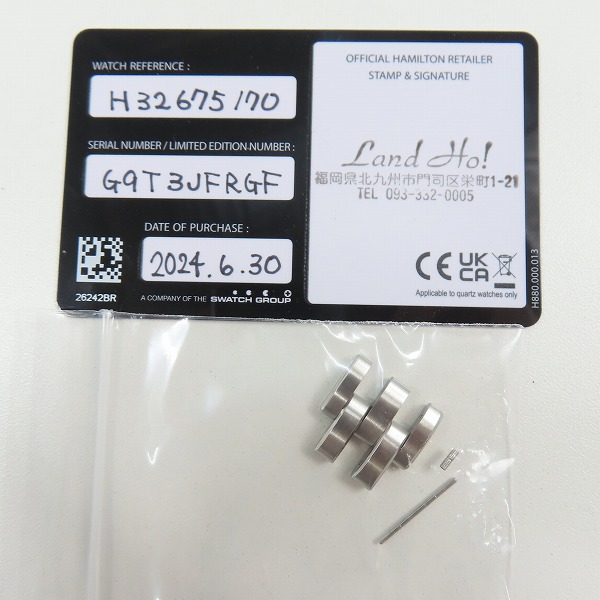 WATCH REFERENCE :
H32675170
SERIAL NUMBER / LIMITED EDITION NUMBER :
G9T3JFRGF
DATE OF PURCHASE :
2024.6.30
26242BR
A COMPANY OF THE SWATCH GROUP
OFFICIAL HAMILTON RETAILER
STAMP & SIGNATURE
Land Ho!
福岡県北九州市門司区栄町1-21
TEL 093-332-0005
CE UK CA
Applicable to quartz watches only
H880.000.013